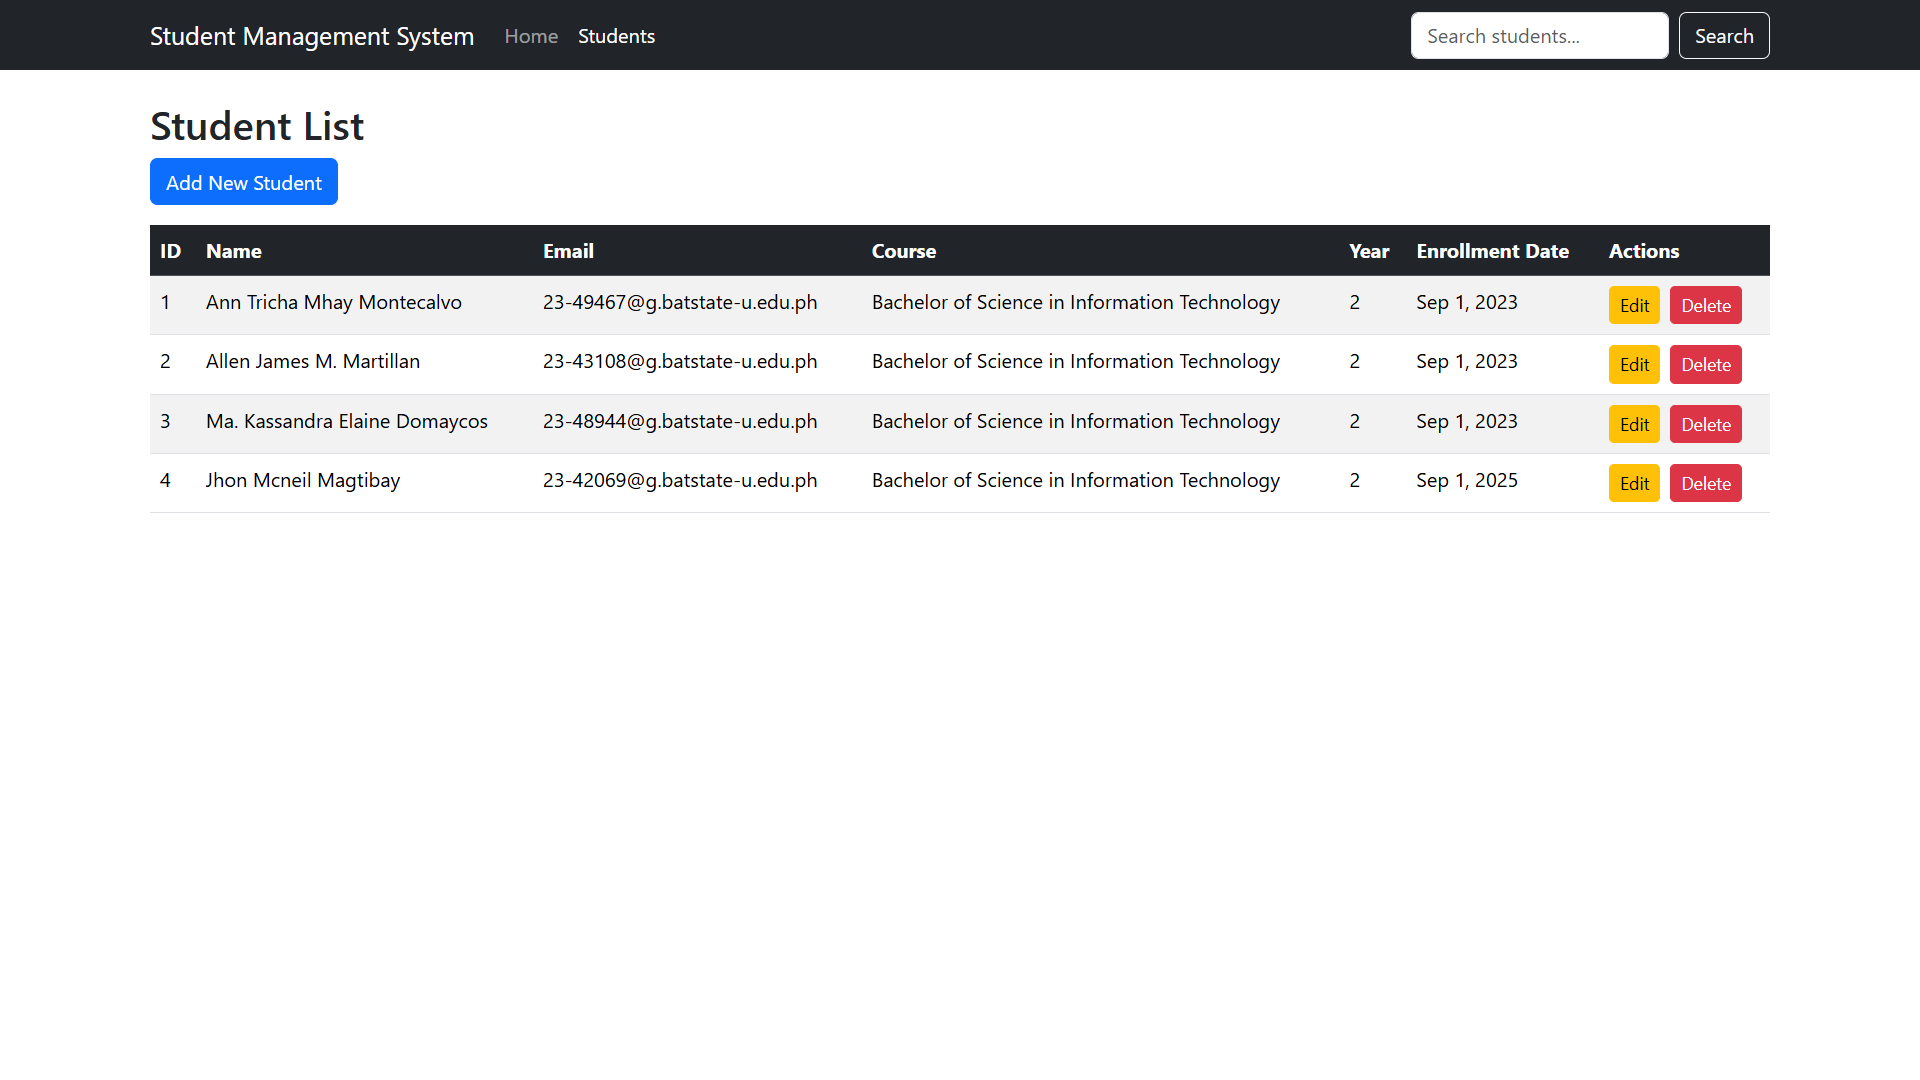 Student Management System Home Students Search students... Search
Student List
Add New Student
ID Name Email Course Year Enrollment Date Actions
1 Ann Tricha Mhay Montecalvo 23-49467@g.batstate-u.edu.ph Bachelor of Science in Information Technology 2 Sep 1, 2023 Edit Delete
2 Allen James M. Martillan 23-43108@g.batstate-u.edu.ph Bachelor of Science in Information Technology 2 Sep 1, 2023 Edit Delete
3 Ma. Kassandra Elaine Domaycos 23-48944@g.batstate-u.edu.ph Bachelor of Science in Information Technology 2 Sep 1, 2023 Edit Delete
4 Jhon Mcneil Magtibay 23-42069@g.batstate-u.edu.ph Bachelor of Science in Information Technology 2 Sep 1, 2025 Edit Delete